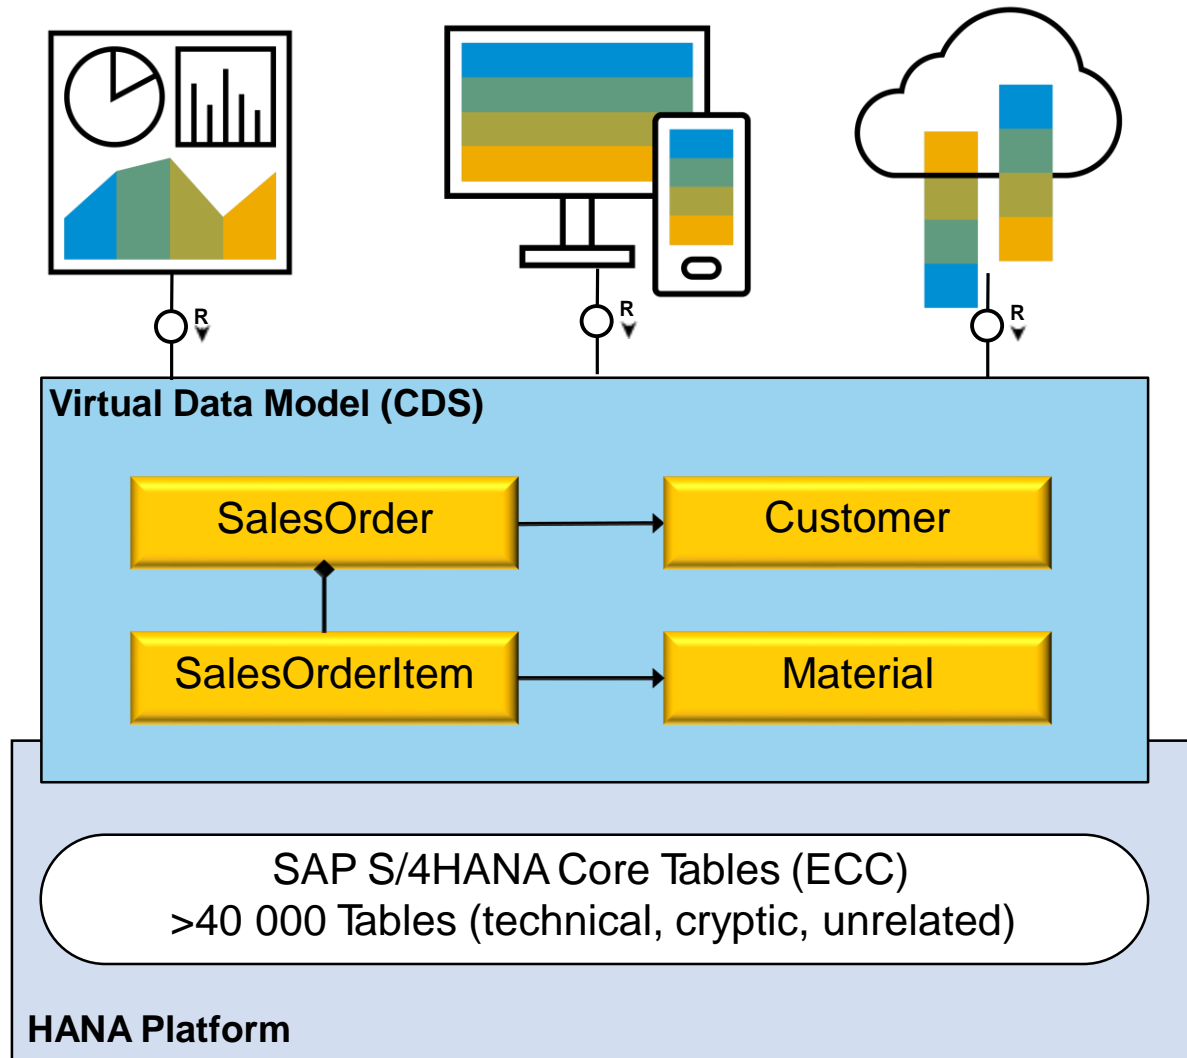 R
R
R
Virtual Data Model (CDS)
SalesOrder
Customer
SalesOrderItem
Material
SAP S/4HANA Core Tables (ECC)
>40 000 Tables (technical, cryptic, unrelated)
HANA Platform